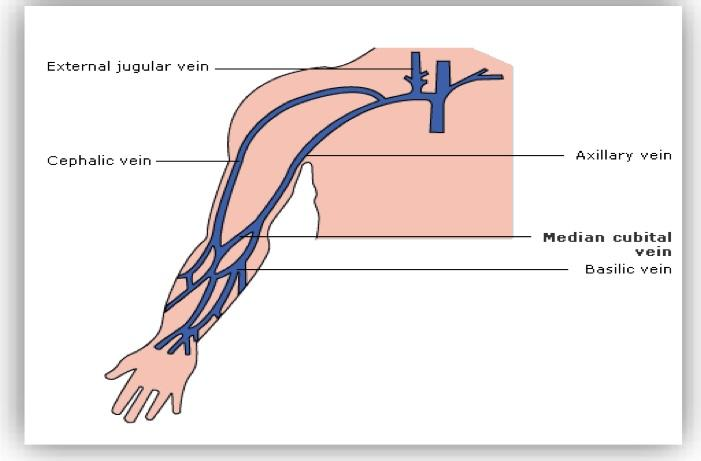 External jugular vein
Cephalic vein
Axillary vein
Median cubital
vein
Basilic vein